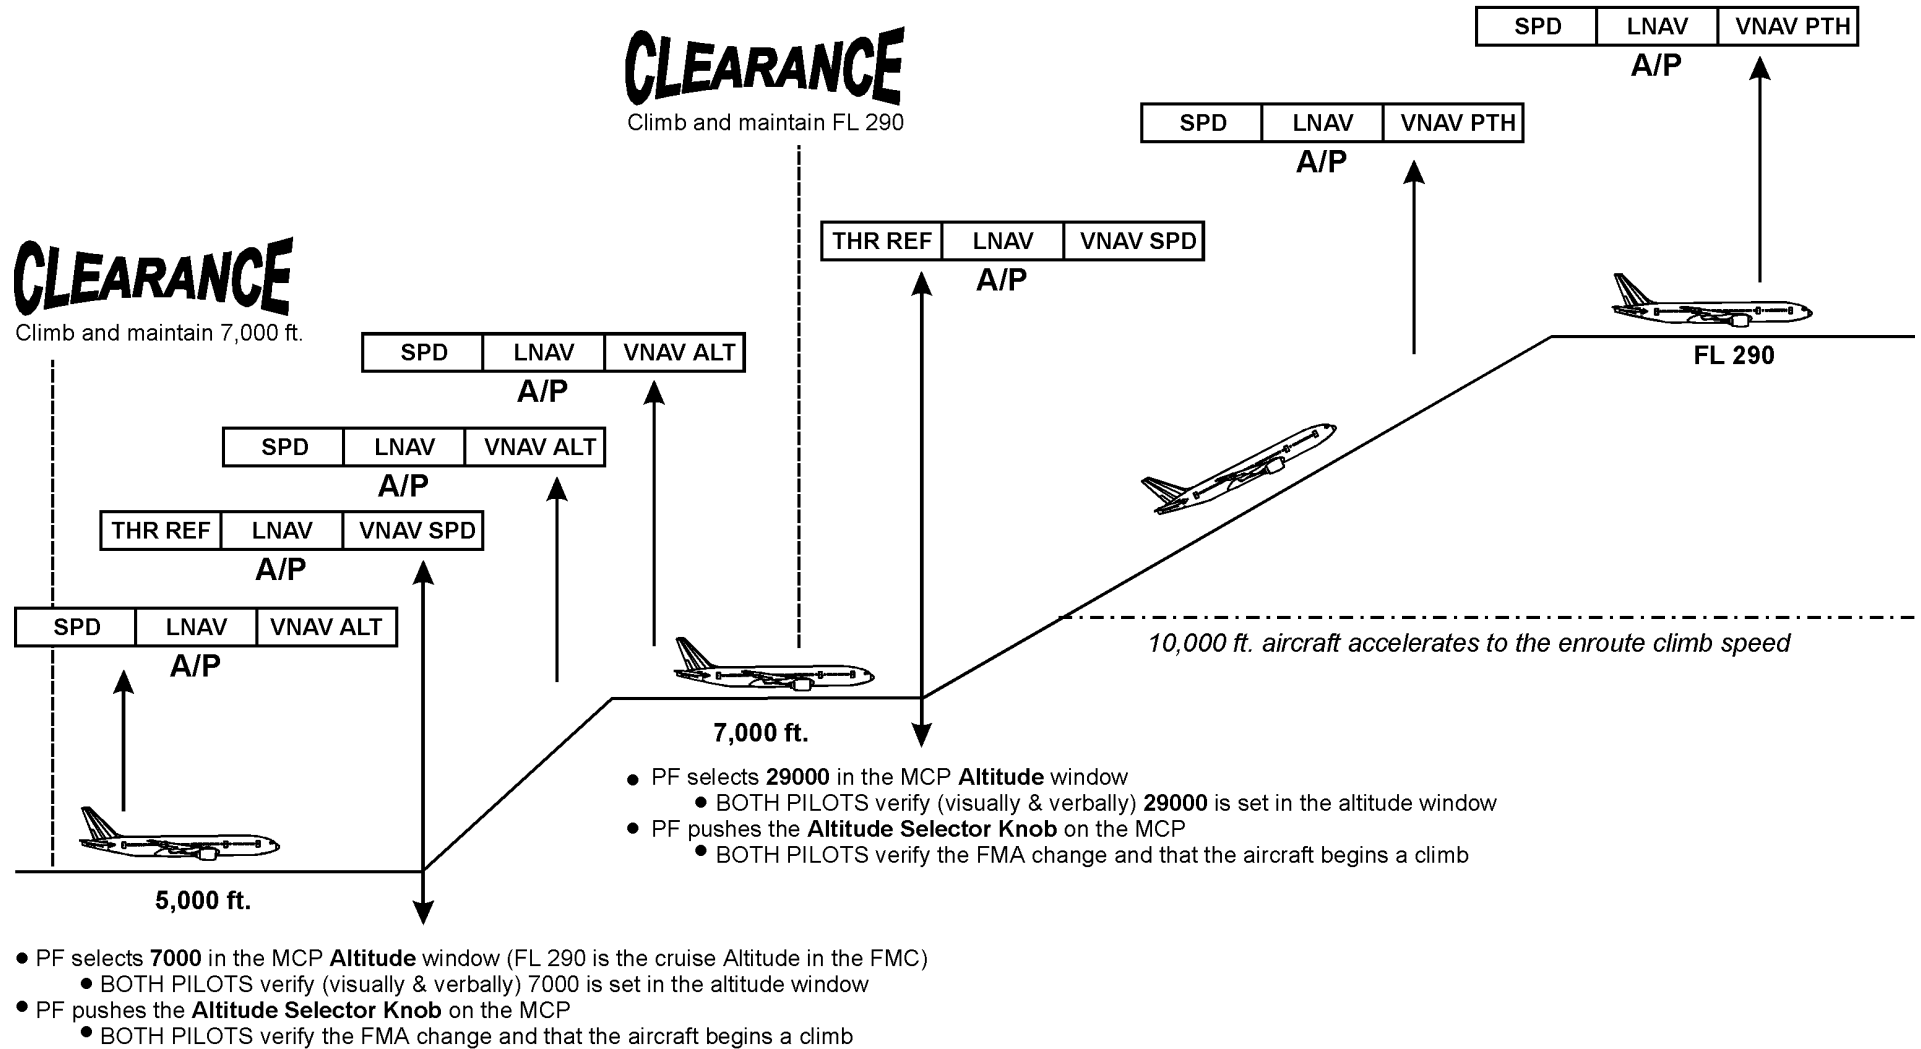 SPD LNAV VNAV PTH
A/P
CLEARANCE
Climb and maintain FL 290
SPD LNAV VNAV PTH
A/P
THR REF LNAV VNAV SPD
A/P
CLEARANCE
Climb and maintain 7,000 ft.
SPD LNAV VNAV ALT
A/P
FL 290
SPD LNAV VNAV ALT
A/P
THR REF LNAV VNAV SPD
A/P
SPD LNAV VNAV ALT
A/P
10,000 ft. aircraft accelerates to the enroute climb speed
7,000 ft.
● PF selects 29000 in the MCP Altitude window
● BOTH PILOTS verify (visually & verbally) 29000 is set in the altitude window
● PF pushes the Altitude Selector Knob on the MCP
● BOTH PILOTS verify the FMA change and that the aircraft begins a climb
5,000 ft.
● PF selects 7000 in the MCP Altitude window (FL 290 is the cruise Altitude in the FMC)
● BOTH PILOTS verify (visually & verbally) 7000 is set in the altitude window
● PF pushes the Altitude Selector Knob on the MCP
● BOTH PILOTS verify the FMA change and that the aircraft begins a climb